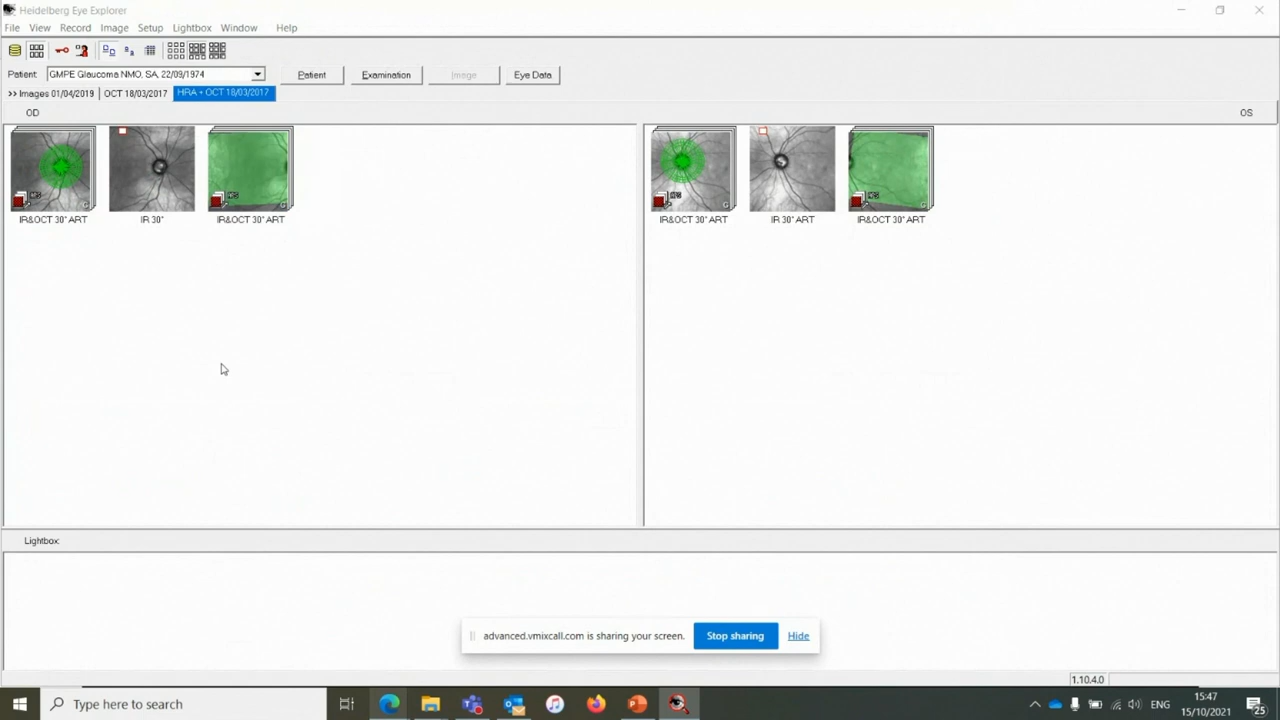 Heidelberg Eye Explorer
File View Record Image Setup Lightbox Window Help
Patient: GMPE Glaucoma NMO, SA, 22/09/1974 Patient Examination Image Eye Data
>> Images 01/04/2019 OCT 18/03/2017 HRA + OCT 18/03/2017
OD OS
IR&OCT 30° ART IR 30° IR&OCT 30° ART IR&OCT 30° ART IR 30° ART IR&OCT 30° ART
Lightbox:
advanced.vmixcall.com is sharing your screen. Stop sharing Hide
1.10.4.0
Type here to search ENG 15:47
15/10/2021 25